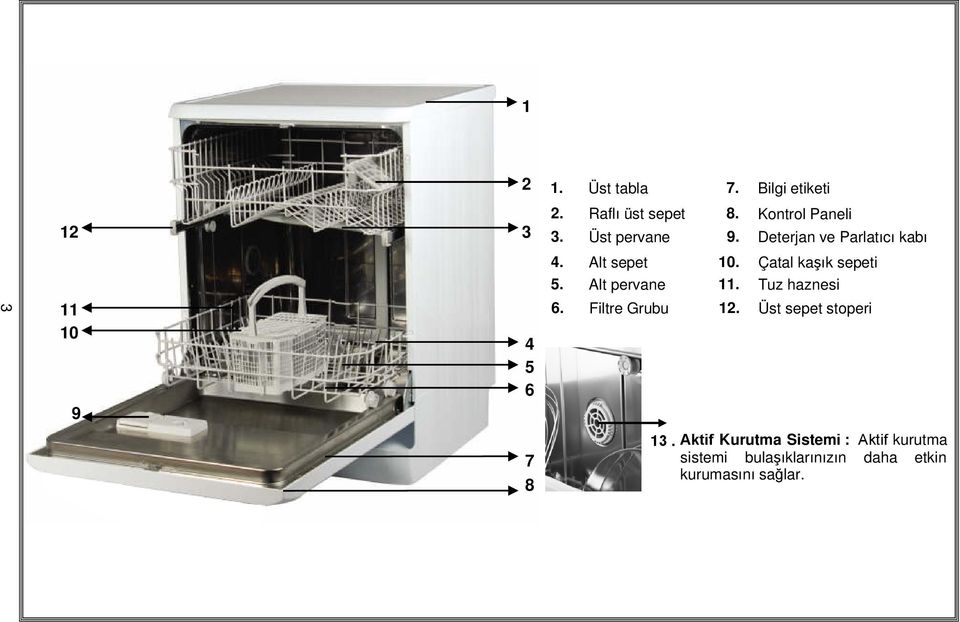 1
2
3
12
11
10
4
5
6
9
7
8
1. Üst tabla
2. Raflı üst sepet
3. Üst pervane
4. Alt sepet
5. Alt pervane
6. Filtre Grubu
7. Bilgi etiketi
8. Kontrol Paneli
9. Deterjan ve Parlatıcı kabı
10. Çatal kaşık sepeti
11. Tuz haznesi
12. Üst sepet stoperi
13. Aktif Kurutma Sistemi : Aktif kurutma
sistemi bulaşıklarınızın daha etkin
kurumasını sağlar.
3